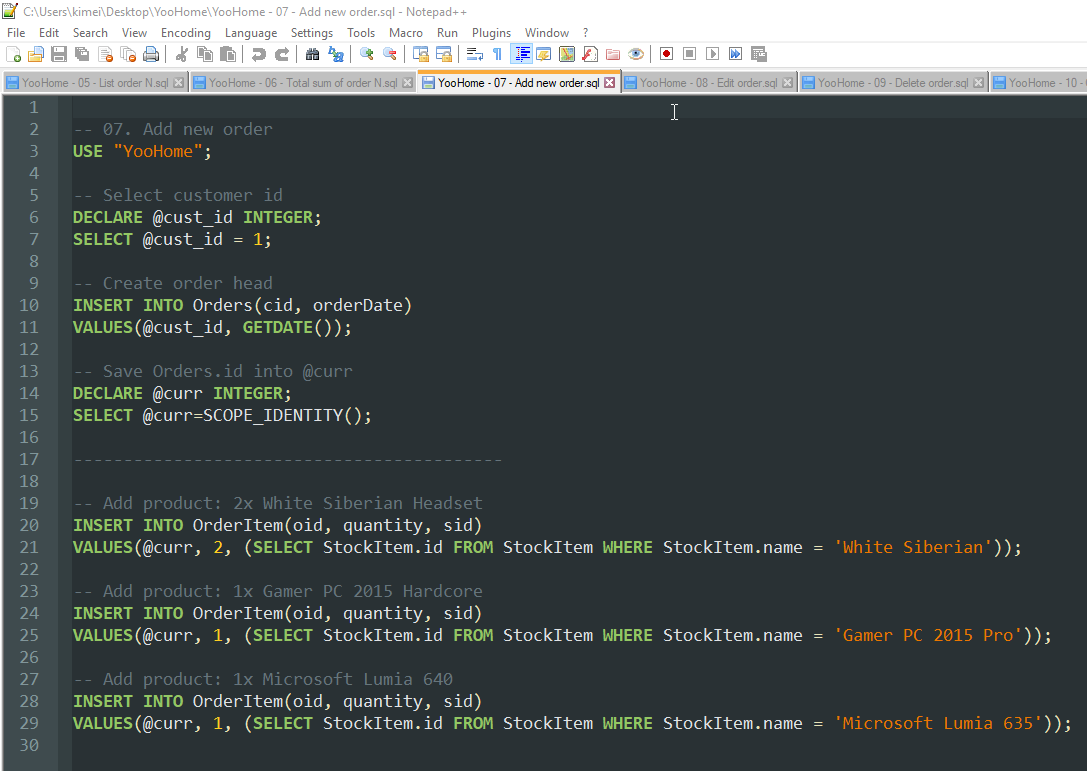 C:\Users\kimei\Desktop\YooHome\YooHome - 07 - Add new order.sql - Notepad++
File Edit Search View Encoding Language Settings Tools Macro Run Plugins Window ?
YooHome - 05 - List order N.sql YooHome - 06 - Total sum of order N.sql YooHome - 07 - Add new order.sql YooHome - 08 - Edit order.sql YooHome - 09 - Delete order.sql YooHome - 10 -
1
2 -- 07. Add new order
3 USE "YooHome";
4
5 -- Select customer id
6 DECLARE @cust_id INTEGER;
7 SELECT @cust_id = 1;
8
9 -- Create order head
10 INSERT INTO Orders(cid, orderDate)
11 VALUES(@cust_id, GETDATE());
12
13 -- Save Orders.id into @curr
14 DECLARE @curr INTEGER;
15 SELECT @curr=SCOPE_IDENTITY();
16
17 -------------------------------------------
18
19 -- Add product: 2x White Siberian Headset
20 INSERT INTO OrderItem(oid, quantity, sid)
21 VALUES(@curr, 2, (SELECT StockItem.id FROM StockItem WHERE StockItem.name = 'White Siberian'));
22
23 -- Add product: 1x Gamer PC 2015 Hardcore
24 INSERT INTO OrderItem(oid, quantity, sid)
25 VALUES(@curr, 1, (SELECT StockItem.id FROM StockItem WHERE StockItem.name = 'Gamer PC 2015 Pro'));
26
27 -- Add product: 1x Microsoft Lumia 640
28 INSERT INTO OrderItem(oid, quantity, sid)
29 VALUES(@curr, 1, (SELECT StockItem.id FROM StockItem WHERE StockItem.name = 'Microsoft Lumia 635'));
30